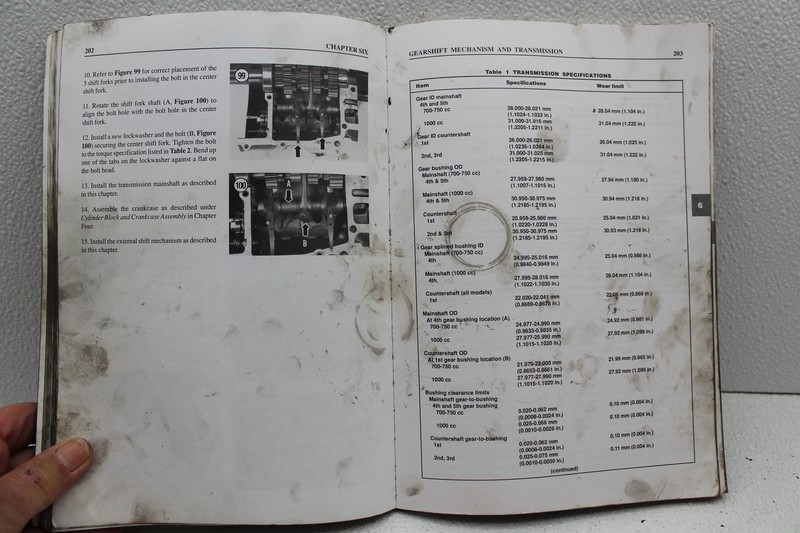 202
CHAPTER SIX
10. Refer to Figure 99 for correct placement of the
3 shift forks prior to installing the bolt in the center
shift fork.
11. Rotate the shift fork shaft (A, Figure 100) to
align the bolt hole with the bolt hole in the center
shift fork.
12. Install a new lockwasher and the bolt (B, Figure
100) securing the center shift fork. Tighten the bolt
to the torque specification listed in Table 2. Bend up
one of the tabs on the lockwasher against a flat on
the bolt head.
13. Install the transmission mainshaft as described
in this chapter.
14. Assemble the crankcase as described under
Cylinder Block and Crankcase Assembly in Chapter
Four.
15. Install the external shift mechanism as described
in this chapter.
99
100
A
B
GEARSHIFT MECHANISM AND TRANSMISSION
203
Table 1 TRANSMISSION SPECIFICATIONS
Item Specifications Wear limit
Gear ID mainshaft
4th and 5th
700-750 cc 28.000-28.021 mm 28.04 mm (1.104 in.)
(1.1024-1.1032 in.)
1000 cc 31.000-31.016 mm 31.04 mm (1.222 in.)
(1.2205-1.2211 in.)
Gear ID countershaft
1st 26.000-26.021 mm 26.04 mm (1.025 in.)
(1.0236-1.0244 in.)
2nd, 3rd 31.000-31.025 mm 31.04 mm (1.222 in.)
(1.2205-1.2215 in.)
Gear bushing OD
Mainshaft (700-750 cc)
4th & 5th 27.959-27.980 mm 27.94 mm (1.100 in.)
(1.1007-1.1016 in.)
Mainshaft (1000 cc)
4th & 5th 30.950-30.975 mm 30.94 mm (1.218 in.)
(1.2185-1.2195 in.)
Countershaft
1st 25.959-25.980 mm 25.94 mm (1.021 in.)
(1.0220-1.0228 in.)
2nd & 3rd 30.950-30.975 mm 30.93 mm (1.218 in.)
(1.2185-1.2195 in.)
Gear splined bushing ID
Mainshaft (700-750 cc)
4th 24.995-25.016 mm 25.04 mm (0.986 in.)
(0.9840-0.9849 in.)
Mainshaft (1000 cc)
4th 27.995-28.016 mm 28.04 mm (1.104 in.)
(1.1022-1.1030 in.)
Countershaft (all models)
1st 22.020-22.041 mm 22.05 mm (0.869 in.)
(0.8669-0.8678 in.)
Mainshaft OD
At 4th gear bushing location (A)
700-750 cc 24.977-24.990 mm 24.92 mm (0.981 in.)
(0.9833-0.9835 in.)
1000 cc 27.977-25.990 mm 27.92 mm (1.099 in.)
(1.1015-1.1020 in.)
Countershaft OD
At 1st gear bushing location (B)
700-750 cc 21.979-22.000 mm 21.96 mm (0.865 in.)
(0.8653-0.8661 in.)
1000 cc 27.977-27.990 mm 27.92 mm (1.099 in.)
(1.1015-1.1020 in.)
Bushing clearance limits
Mainshaft gear-to-bushing
4th and 5th gear bushing
700-750 cc 0.020-0.062 mm 0.10 mm (0.004 in.)
(0.0008-0.0024 in.)
1000 cc 0.025-0.066 mm 0.10 mm (0.004 in.)
(0.0010-0.0026 in.)
Countershaft gear-to-bushing
1st 0.020-0.062 mm 0.10 mm (0.004 in.)
(0.0008-0.0024 in.)
2nd, 3rd 0.025-0.075 mm 0.11 mm (0.004 in.)
(0.0010-0.0030 in.)
(continued)
6